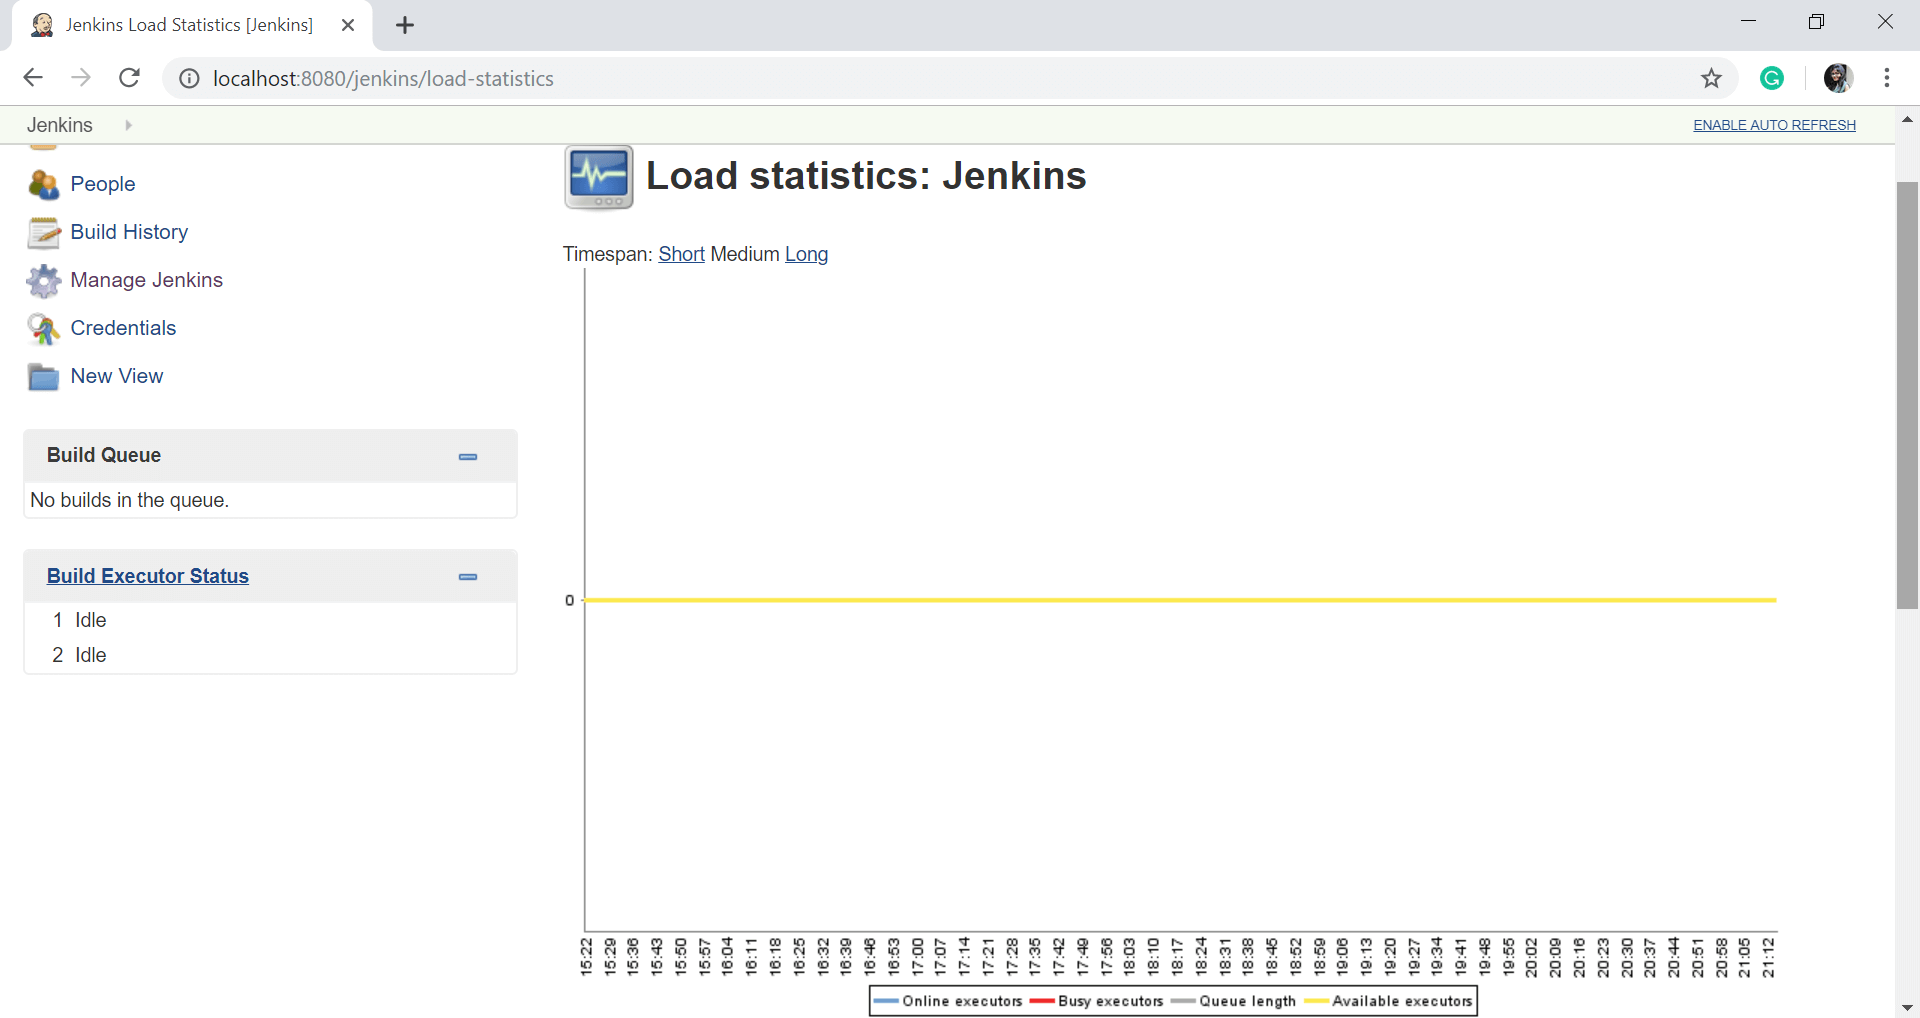 Jenkins Load Statistics [Jenkins]
localhost:8080/jenkins/load-statistics
Jenkins
ENABLE AUTO REFRESH
People
Build History
Manage Jenkins
Credentials
New View
Build Queue
No builds in the queue.
Build Executor Status
1 Idle
2 Idle
Load statistics: Jenkins
Timespan: Short Medium Long
0
15:22 15:29 15:36 15:43 15:50 15:57 16:04 16:11 16:18 16:25 16:32 16:39 16:46 16:53 17:00 17:07 17:14 17:21 17:28 17:35 17:42 17:49 17:56 18:03 18:10 18:17 18:24 18:31 18:38 18:45 18:52 18:59 19:06 19:13 19:20 19:27 19:34 19:41 19:48 19:55 20:02 20:09 20:16 20:23 20:30 20:37 20:44 20:51 20:58 21:05 21:12
Online executors Busy executors Queue length Available executors